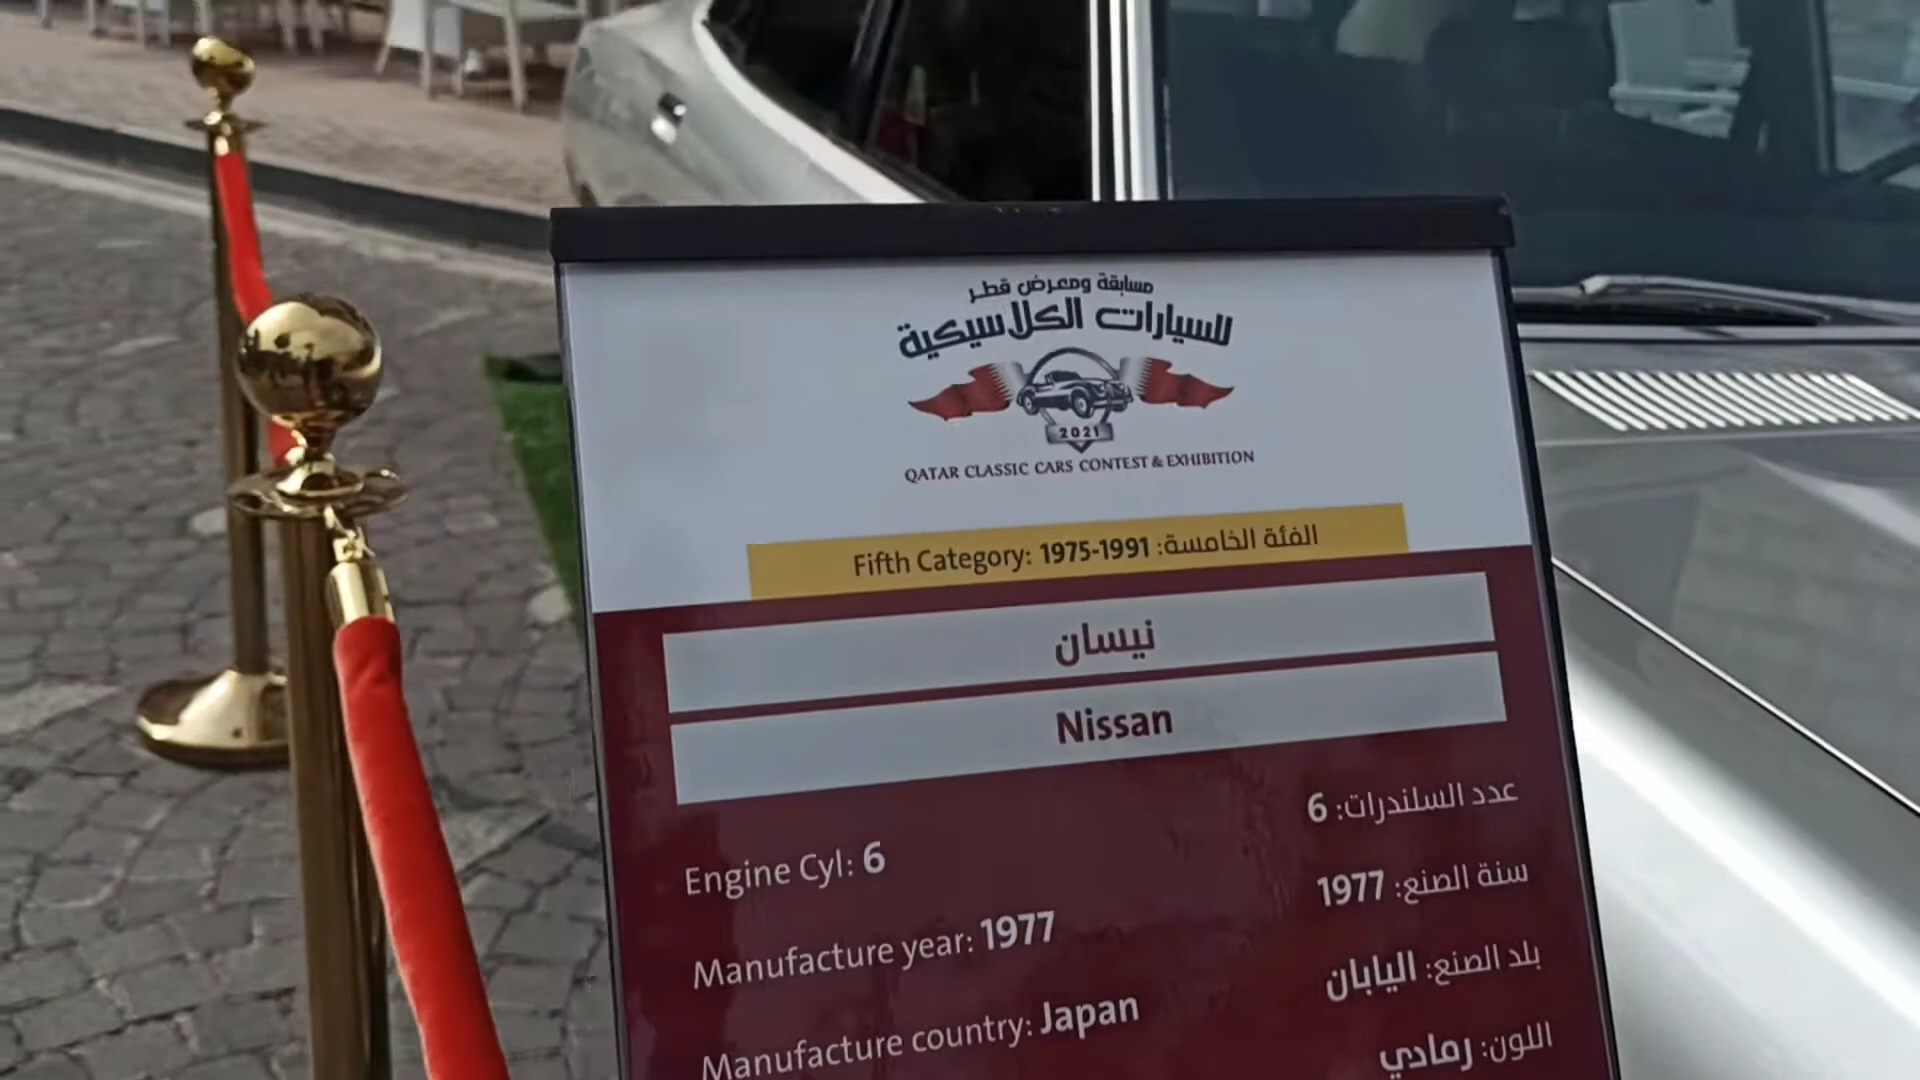 مسابقة ومعرض قطر
للسيارات الكلاسيكية
2021
QATAR CLASSIC CARS CONTEST & EXHIBITION
Fifth Category: 1975-1991 :الفئة الخامسة
نيسان
Nissan
عدد السلندرات: 6
Engine Cyl: 6
سنة الصنع: 1977
Manufacture year: 1977
بلد الصنع: اليابان
Manufacture country: Japan
اللون: رمادي